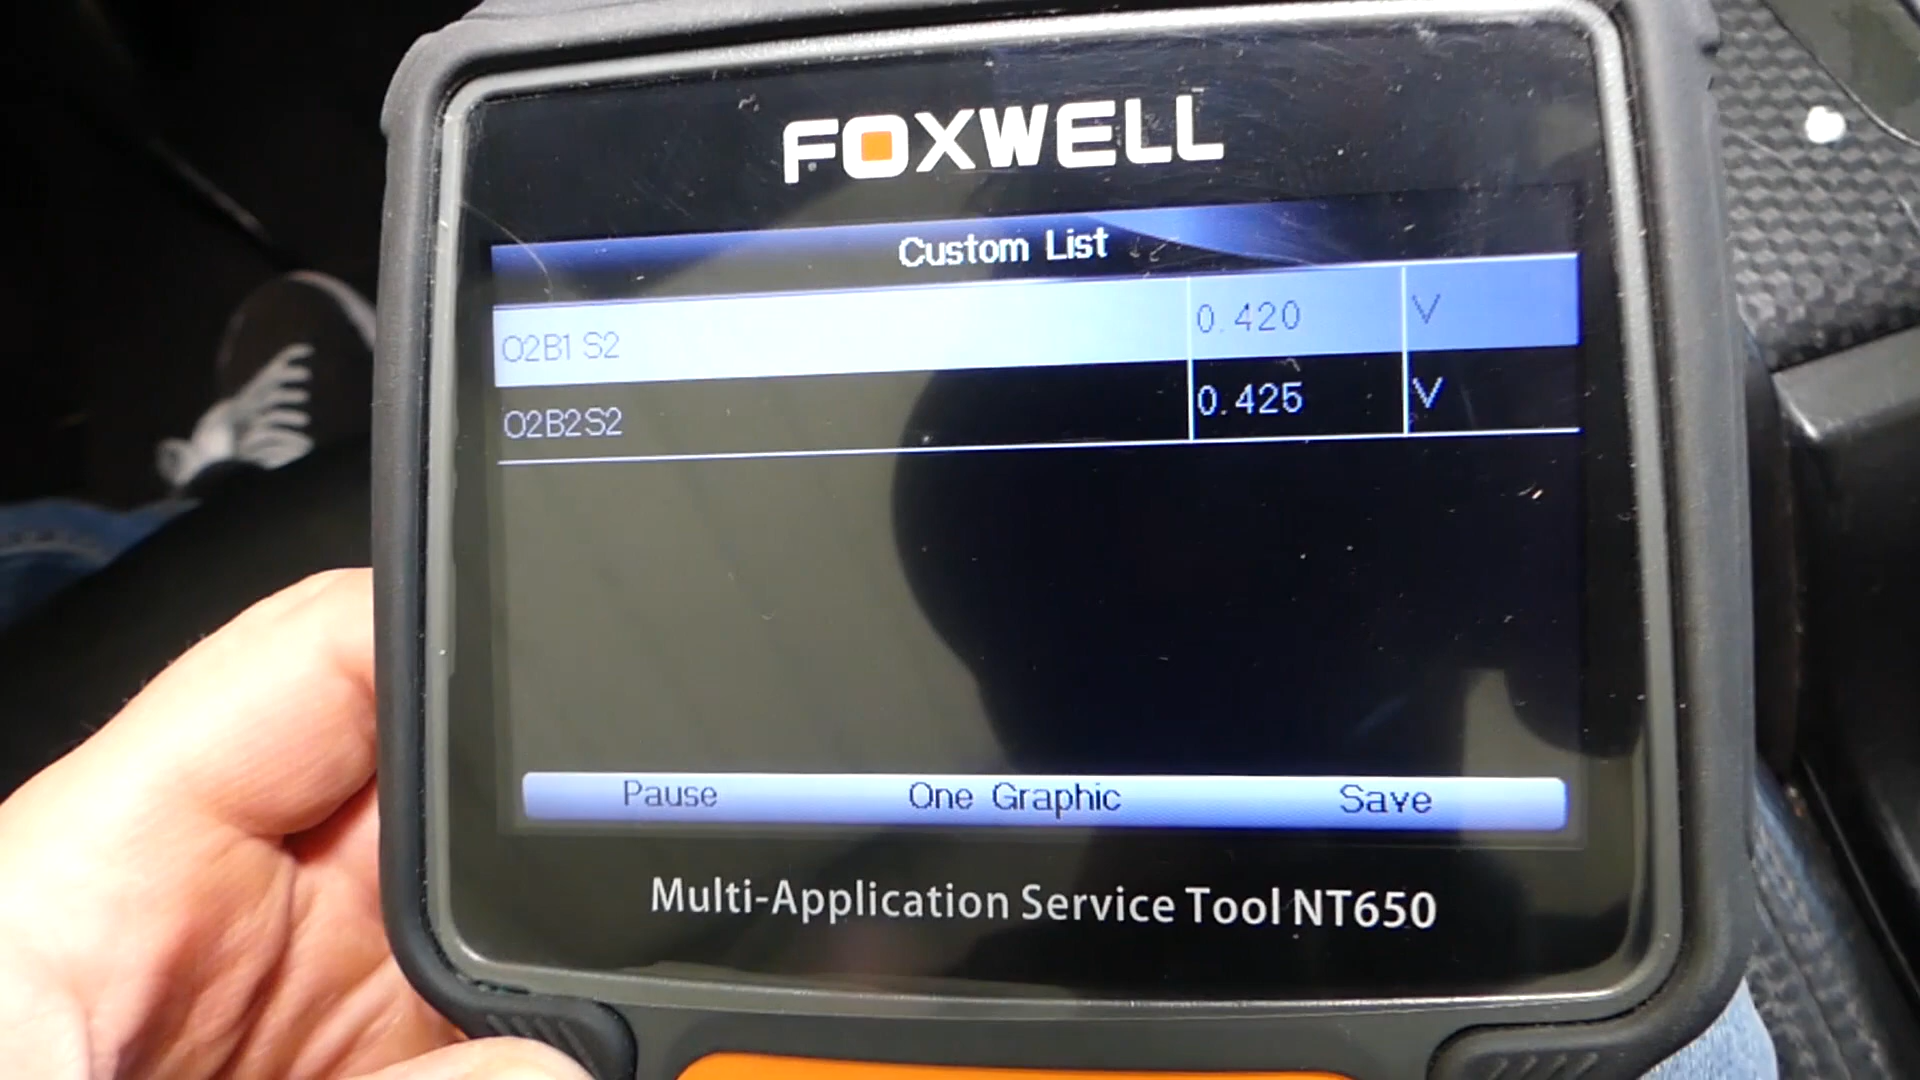 FOXWELL
Custom List
O2B1 S2 0.420 V
O2B2S2 0.425 V
Pause One Graphic Save
Multi-Application Service Tool NT650